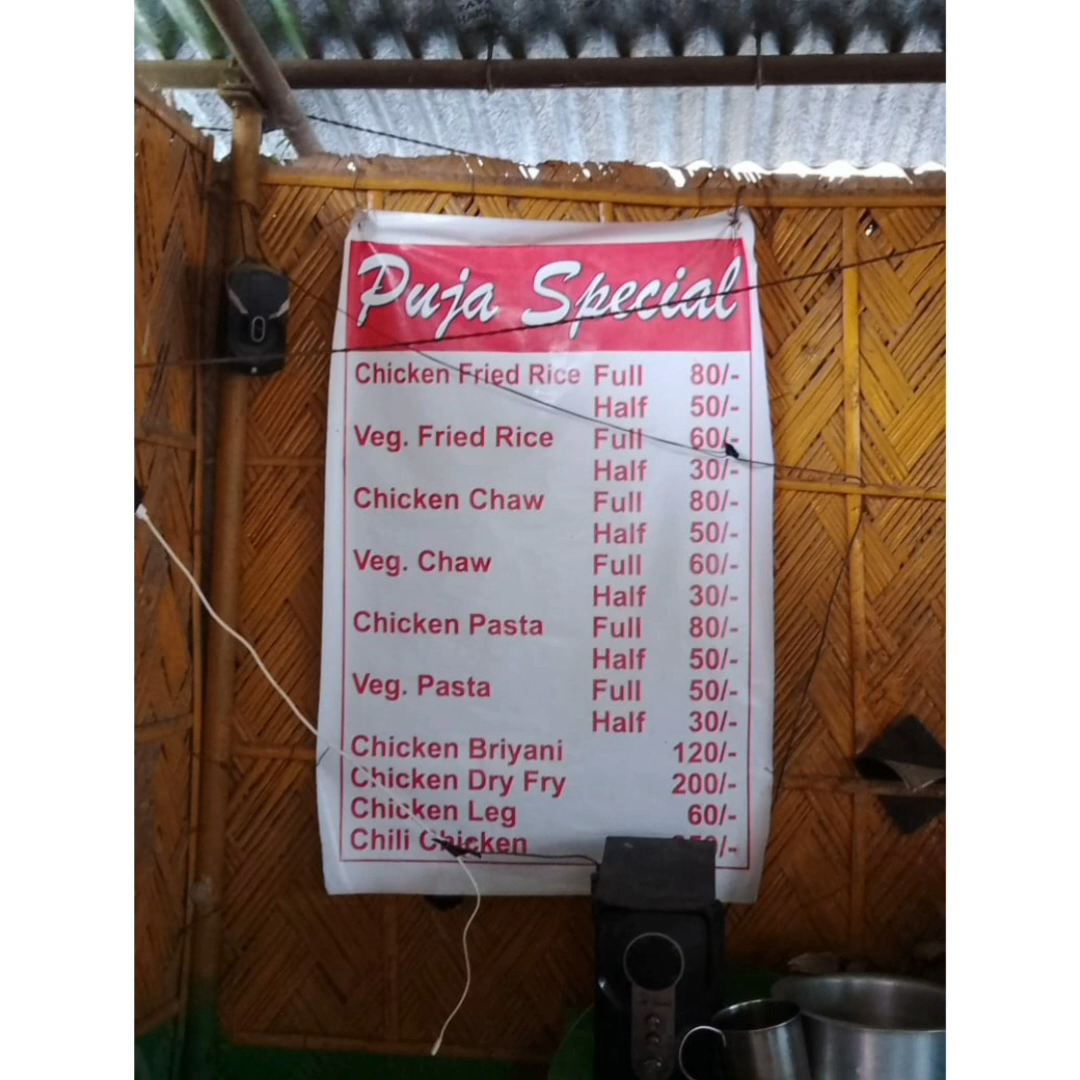 Puja Special
Chicken Fried Rice Full 80/-
Half 50/-
Veg. Fried Rice Full 60/-
Half 30/-
Chicken Chaw Full 80/-
Half 50/-
Veg. Chaw Full 60/-
Half 30/-
Chicken Pasta Full 80/-
Half 50/-
Veg. Pasta Full 50/-
Half 30/-
Chicken Briyani 120/-
Chicken Dry Fry 200/-
Chicken Leg 60/-
Chili Chicken